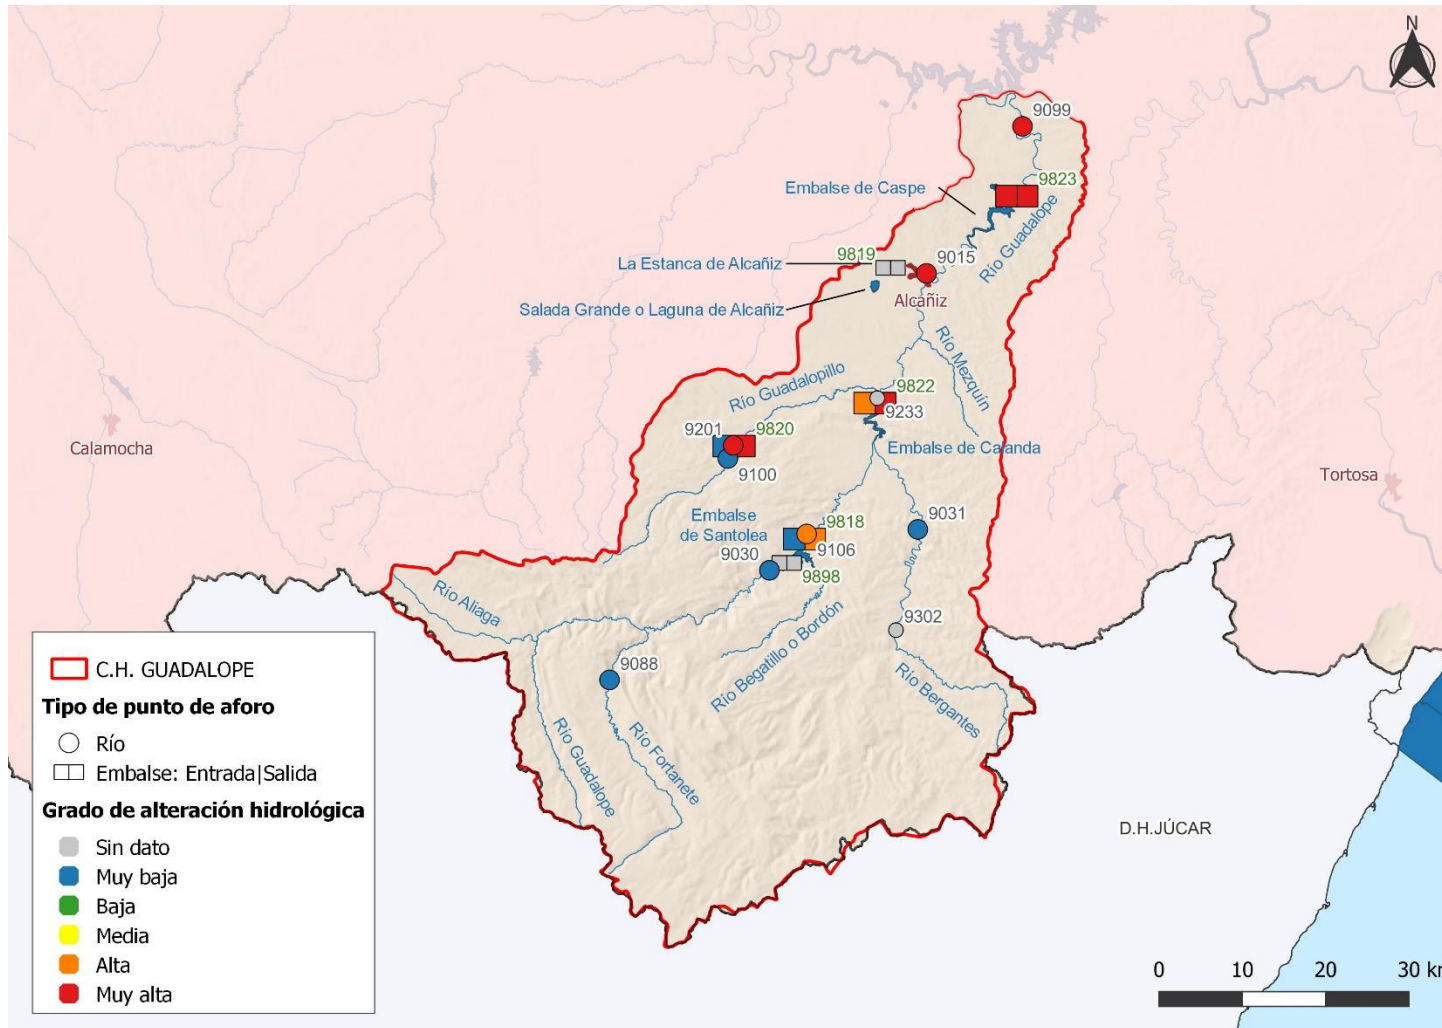 N
9099
Embalse de Caspe
9823
Río Guadalope
9819
La Estanca de Alcañiz
9015
Alcañiz
Salada Grande o Laguna de Alcañiz
Río Mezquín
Río Guadalopillo
9822
9233
Calamocha
9201
9820
Embalse de Calanda
9100
Tortosa
Embalse
de Santolea
9818
9031
9030
9106
9898
Río Aliaga
9302
Río Begatillo o Bordón
9088
Río Bergantes
Río Guadalope
Río Fortanete
D.H.JÚCAR
C.H. GUADALOPE
Tipo de punto de aforo
Río
Embalse: Entrada|Salida
Grado de alteración hidrológica
Sin dato
Muy baja
Baja
Media
Alta
Muy alta
0 10 20 30 km